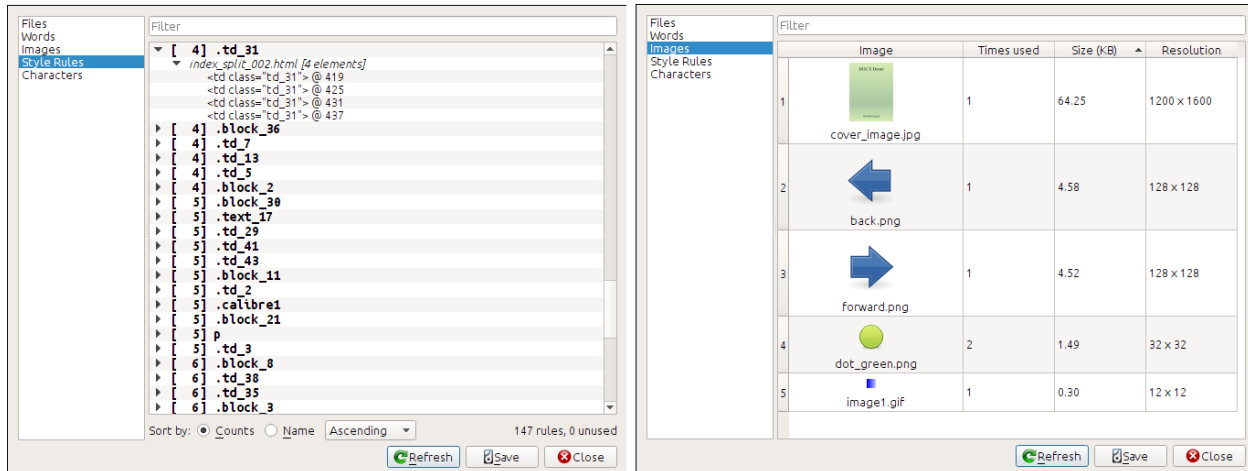 Files
Words
Images
Style Rules
Characters
Filter
[ 4] .td_31
index_split_002.html [4 elements]
<td class="td_31"> @ 419
<td class="td_31"> @ 425
<td class="td_31"> @ 431
<td class="td_31"> @ 437
[ 4] .block_36
[ 4] .td_7
[ 4] .td_13
[ 4] .td_5
[ 4] .block_2
[ 5] .block_30
[ 5] .text_17
[ 5] .td_29
[ 5] .td_41
[ 5] .td_43
[ 5] .block_11
[ 5] .td_2
[ 5] .calibre1
[ 5] .block_21
[ 5] p
[ 5] .td_3
[ 6] .block_8
[ 6] .td_38
[ 6] .td_35
[ 6] .block_3
Sort by: Counts Name Ascending 147 rules, 0 unused
Refresh Save Close
Files
Words
Images
Style Rules
Characters
Filter
Image Times used Size (KB) Resolution
DOCX Demo
1 1 64.25 1200 x 1600
cover_image.jpg
2 1 4.58 128 x 128
back.png
3 1 4.52 128 x 128
forward.png
4 2 1.49 32 x 32
dot_green.png
5 1 0.30 12 x 12
image1.gif
Refresh Save Close